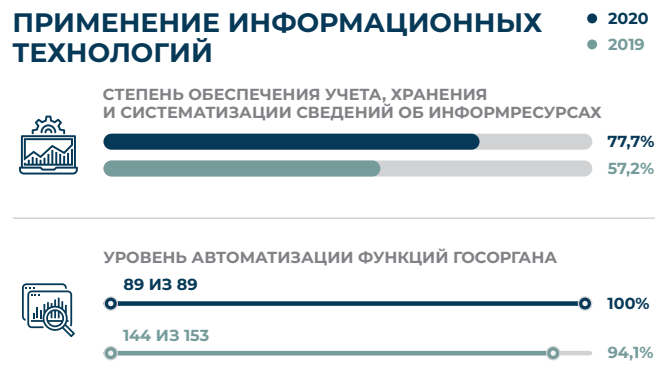 ПРИМЕНЕНИЕ ИНФОРМАЦИОННЫХ
ТЕХНОЛОГИЙ
2020
2019
СТЕПЕНЬ ОБЕСПЕЧЕНИЯ УЧЕТА, ХРАНЕНИЯ
И СИСТЕМАТИЗАЦИИ СВЕДЕНИЙ ОБ ИНФОРМРЕСУРСАХ
77,7%
57,2%
УРОВЕНЬ АВТОМАТИЗАЦИИ ФУНКЦИЙ ГОСОРГАНА
89 ИЗ 89
100%
144 ИЗ 153
94,1%